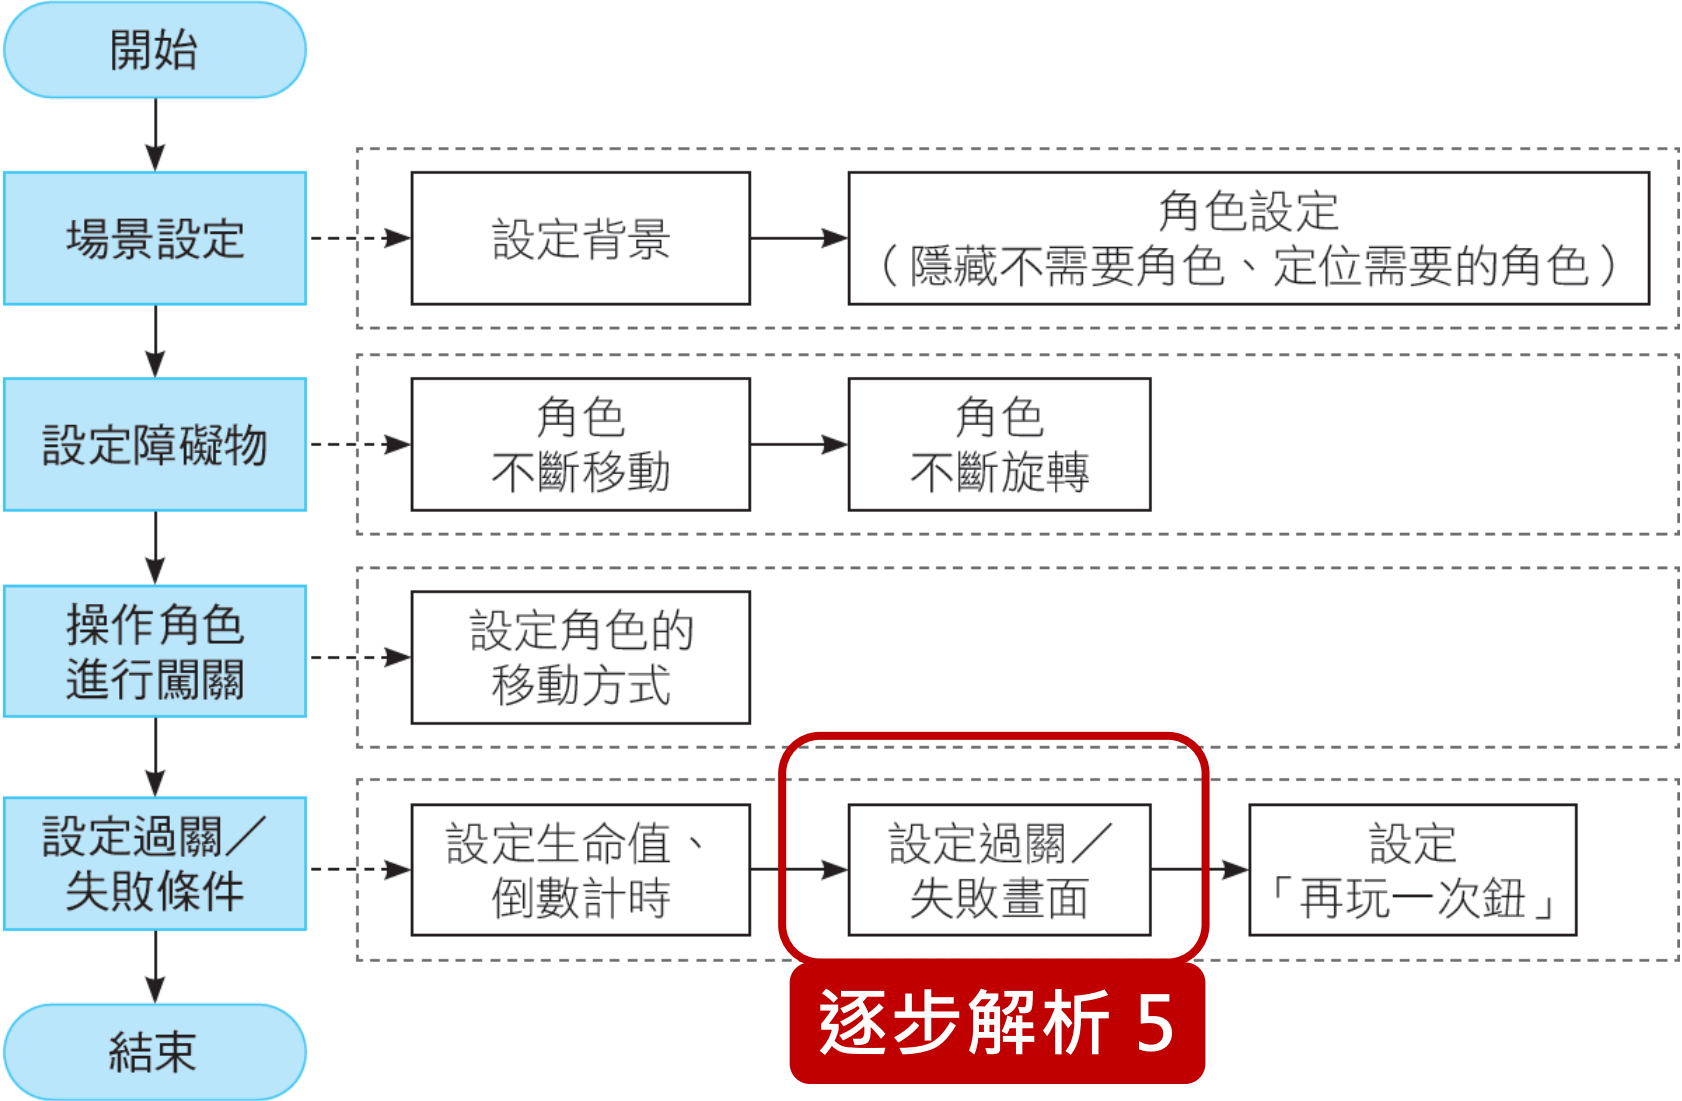 開始
場景設定
設定背景
角色設定
（隱藏不需要角色、定位需要的角色）
設定障礙物
角色
不斷移動
角色
不斷旋轉
操作角色
進行闖關
設定角色的
移動方式
設定過關／
失敗條件
設定生命值、
倒數計時
設定過關／
失敗畫面
設定
「再玩一次鈕」
逐步解析 5
結束